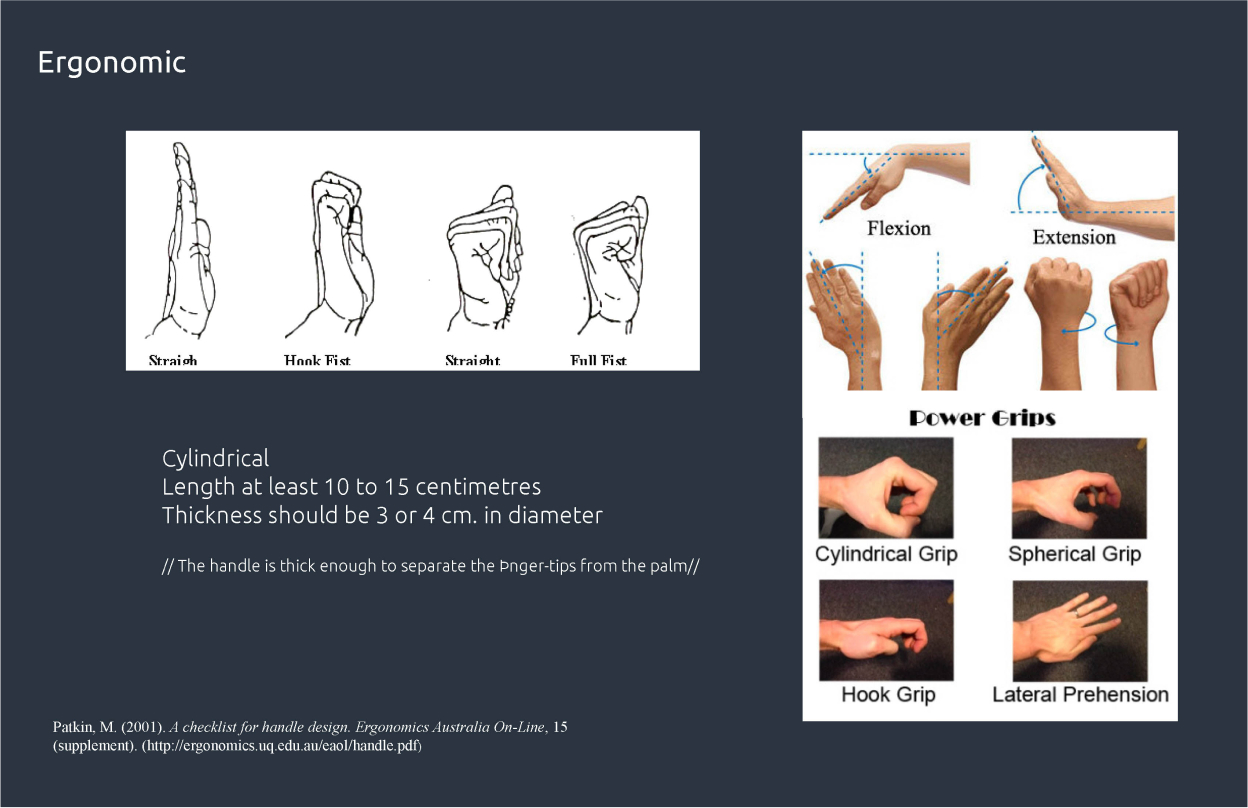 Ergonomic
Straigh
Hook Fist
Straight
Full Fist
Cylindrical
Length at least 10 to 15 centimetres
Thickness should be 3 or 4 cm. in diameter
// The handle is thick enough to separate the Þnger-tips from the palm//
Patkin, M. (2001). A checklist for handle design. Ergonomics Australia On-Line, 15
(supplement). (http://ergonomics.uq.edu.au/eaol/handle.pdf)
Flexion
Extension
Power Grips
Cylindrical Grip
Spherical Grip
Hook Grip
Lateral Prehension